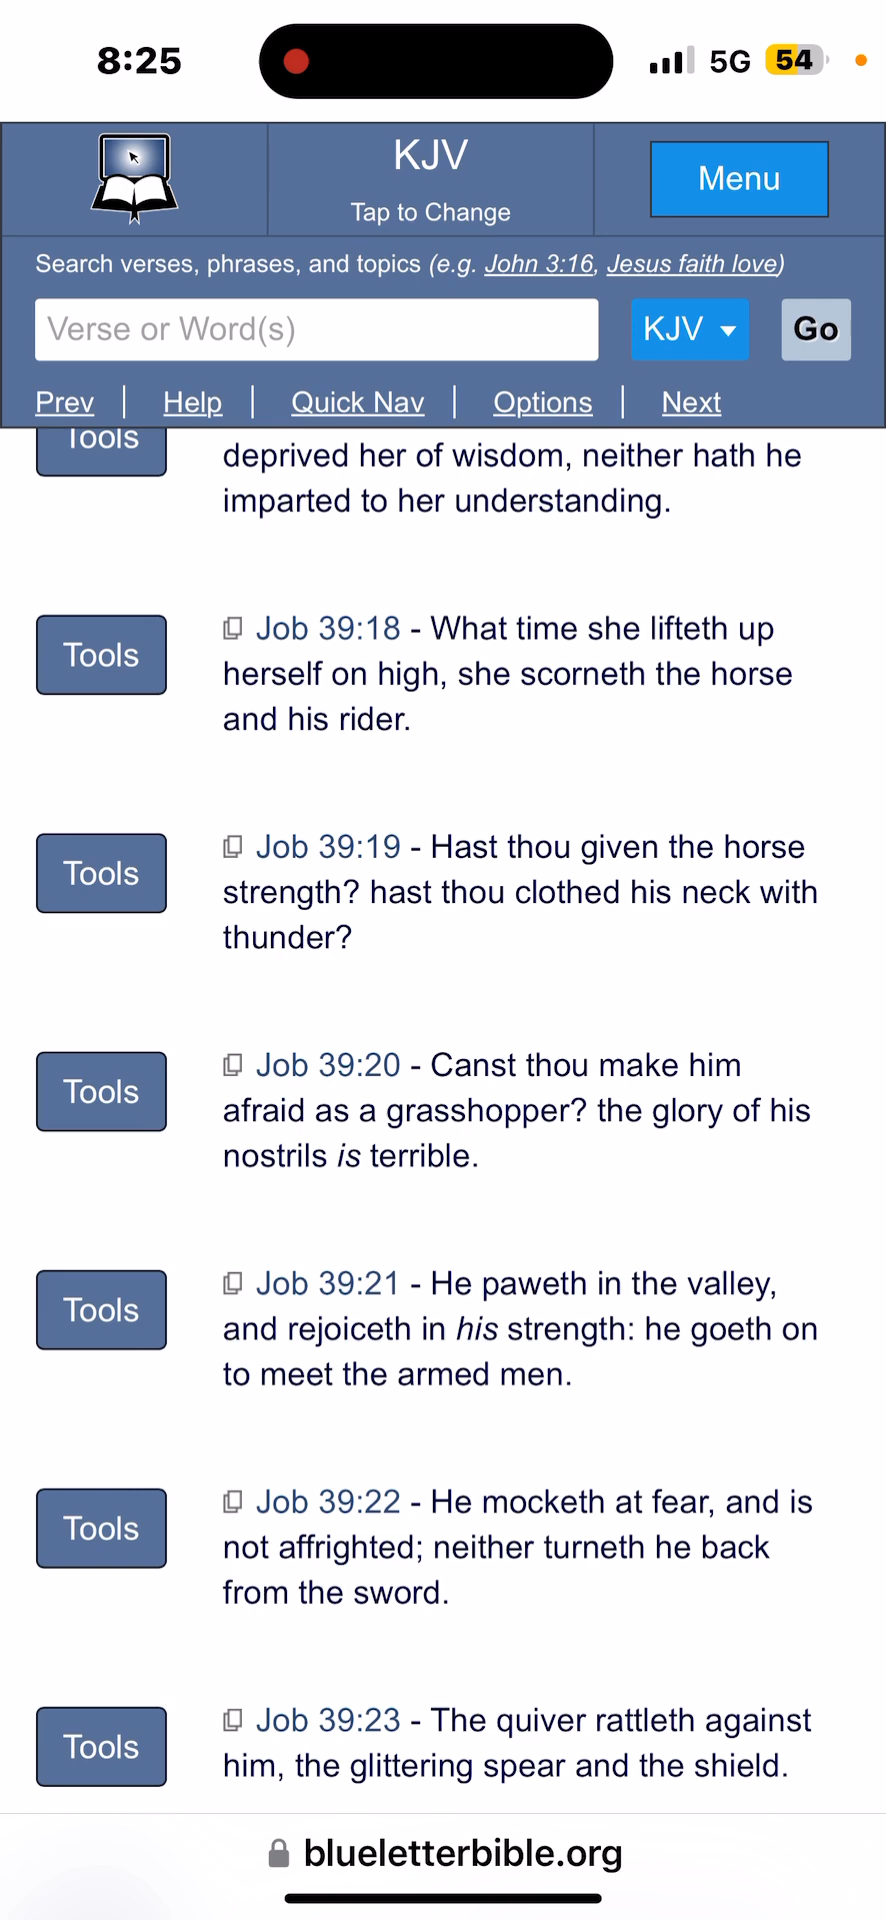 8:25
5G
54
KJV
Tap to Change
Menu
Search verses, phrases, and topics (e.g. John 3:16, Jesus faith love)
Verse or Word(s)
KJV
Go
Prev | Help | Quick Nav | Options | Next
Tools
deprived her of wisdom, neither hath he
imparted to her understanding.
Tools
Job 39:18 - What time she lifteth up
herself on high, she scorneth the horse
and his rider.
Tools
Job 39:19 - Hast thou given the horse
strength? hast thou clothed his neck with
thunder?
Tools
Job 39:20 - Canst thou make him
afraid as a grasshopper? the glory of his
nostrils is terrible.
Tools
Job 39:21 - He paweth in the valley,
and rejoiceth in his strength: he goeth on
to meet the armed men.
Tools
Job 39:22 - He mocketh at fear, and is
not affrighted; neither turneth he back
from the sword.
Tools
Job 39:23 - The quiver rattleth against
him, the glittering spear and the shield.
blueletterbible.org